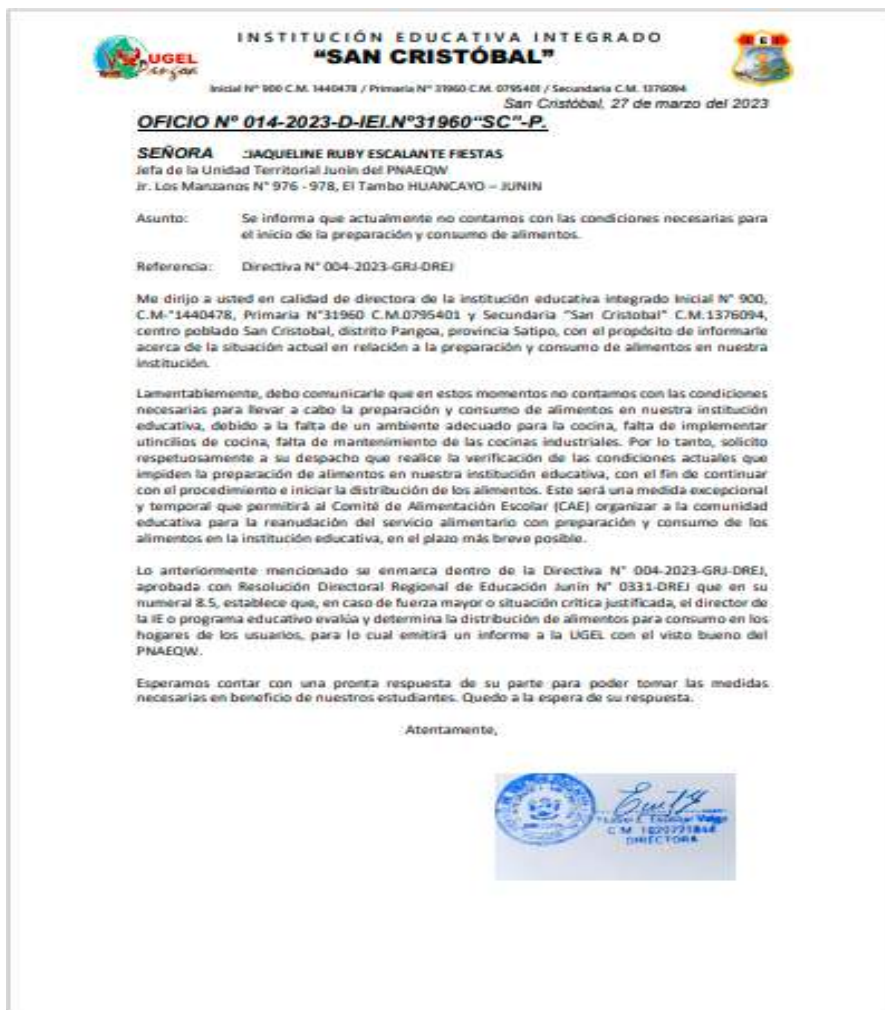 UGEL
Pangoa
INSTITUCIÓN EDUCATIVA INTEGRADO
"SAN CRISTÓBAL"
I E I
Inicial Nº 900 C.M. 1440478 / Primaria Nº 31960 C.M. 0795401 / Secundaria C.M. 1376094
San Cristóbal, 27 de marzo del 2023
OFICIO Nº 014-2023-D-IEI.Nº31960"SC"-P.
SEÑORA :JAQUELINE RUBY ESCALANTE FIESTAS
Jefa de la Unidad Territorial Junín del PNAEQW
Jr. Los Manzanos N° 976 - 978, El Tambo HUANCAYO – JUNIN
Asunto: Se informa que actualmente no contamos con las condiciones necesarias para
el inicio de la preparación y consumo de alimentos.
Referencia: Directiva N° 004-2023-GRJ-DREJ
Me dirijo a usted en calidad de directora de la institución educativa integrado Inicial N° 900,
C.M-°1440478, Primaria N°31960 C.M.0795401 y Secundaria "San Cristobal" C.M.1376094,
centro poblado San Cristobal, distrito Pangoa, provincia Satipo, con el propósito de informarle
acerca de la situación actual en relación a la preparación y consumo de alimentos en nuestra
institución.
Lamentablemente, debo comunicarle que en estos momentos no contamos con las condiciones
necesarias para llevar a cabo la preparación y consumo de alimentos en nuestra institución
educativa, debido a la falta de un ambiente adecuado para la cocina, falta de implementar
utincilios de cocina, falta de mantenimiento de las cocinas industriales. Por lo tanto, solicito
respetuosamente a su despacho que realice la verificación de las condiciones actuales que
impiden la preparación de alimentos en nuestra institución educativa, con el fin de continuar
con el procedimiento e iniciar la distribución de los alimentos. Este será una medida excepcional
y temporal que permitirá al Comité de Alimentación Escolar (CAE) organizar a la comunidad
educativa para la reanudación del servicio alimentario con preparación y consumo de los
alimentos en la institución educativa, en el plazo más breve posible.
Lo anteriormente mencionado se enmarca dentro de la Directiva N° 004-2023-GRJ-DREJ,
aprobada con Resolución Directoral Regional de Educación Junín N° 0331-DREJ que en su
numeral 8.5, establece que, en caso de fuerza mayor o situación crítica justificada, el director de
la IE o programa educativo evalúa y determina la distribución de alimentos para consumo en los
hogares de los usuarios, para lo cual emitirá un informe a la UGEL con el visto bueno del
PNAEQW.
Esperamos contar con una pronta respuesta de su parte para poder tomar las medidas
necesarias en beneficio de nuestros estudiantes. Quedo a la espera de su respuesta.
Atentamente,
C.M. 1020721844
DIRECTORA